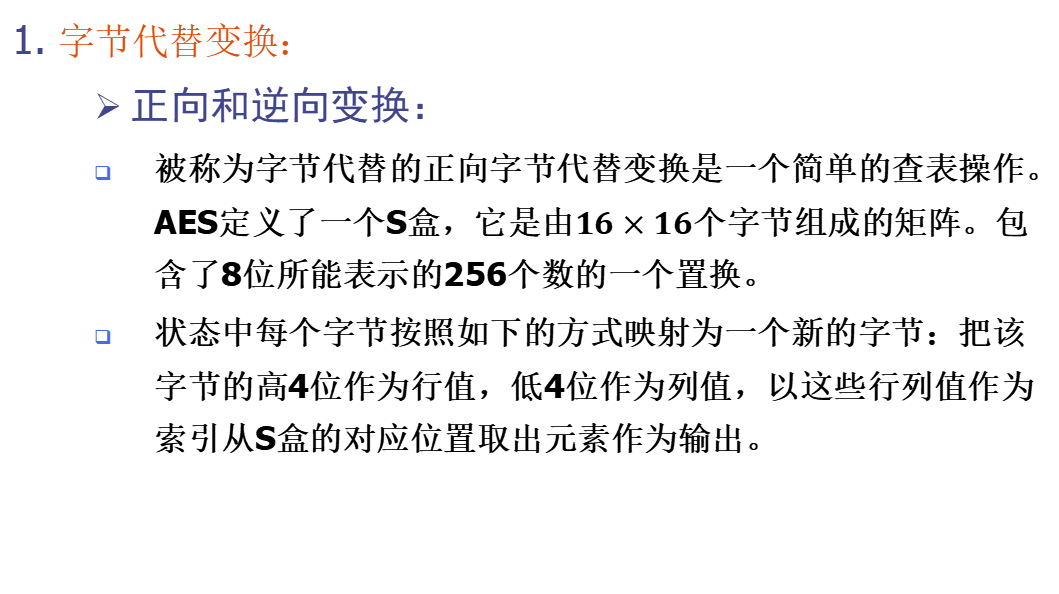 1. 字节代替变换：
正向和逆向变换：
被称为字节代替的正向字节代替变换是一个简单的查表操作。
AES定义了一个S盒，它是由16 × 16个字节组成的矩阵。包
含了8位所能表示的256个数的一个置换。
状态中每个字节按照如下的方式映射为一个新的字节：把该
字节的高4位作为行值，低4位作为列值，以这些行列值作为
索引从S盒的对应位置取出元素作为输出。